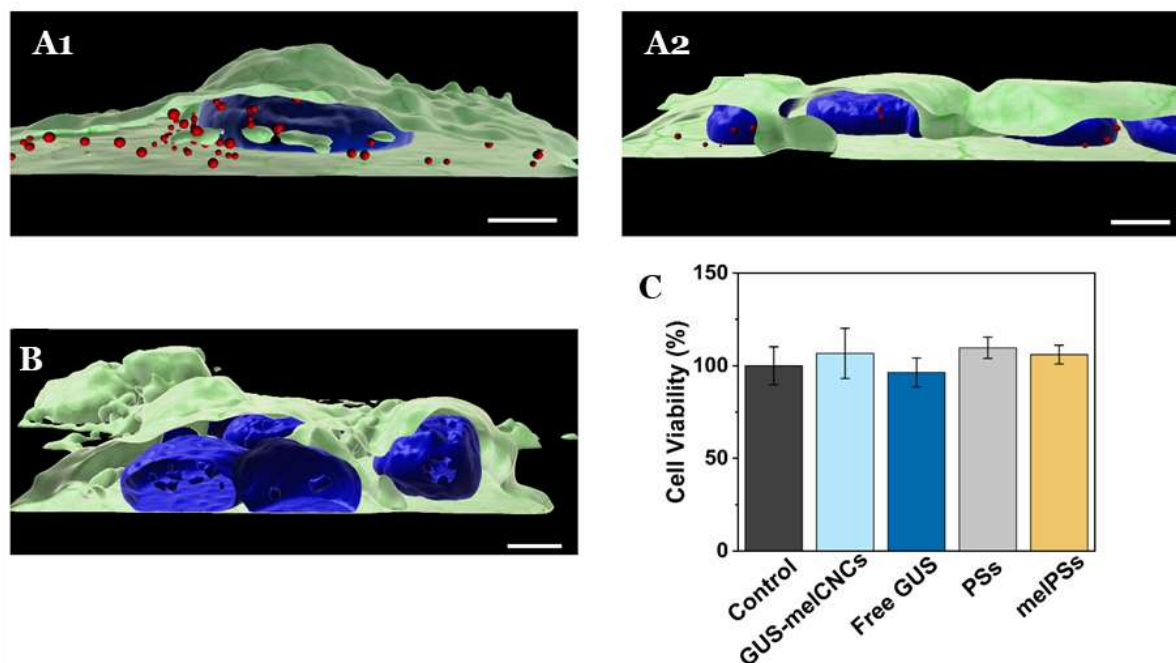 A1
A2
B
C
Cell Viability (%)
150
100
50
0
Control
GUS-melCNCs
Free GUS
PSs
melPSs